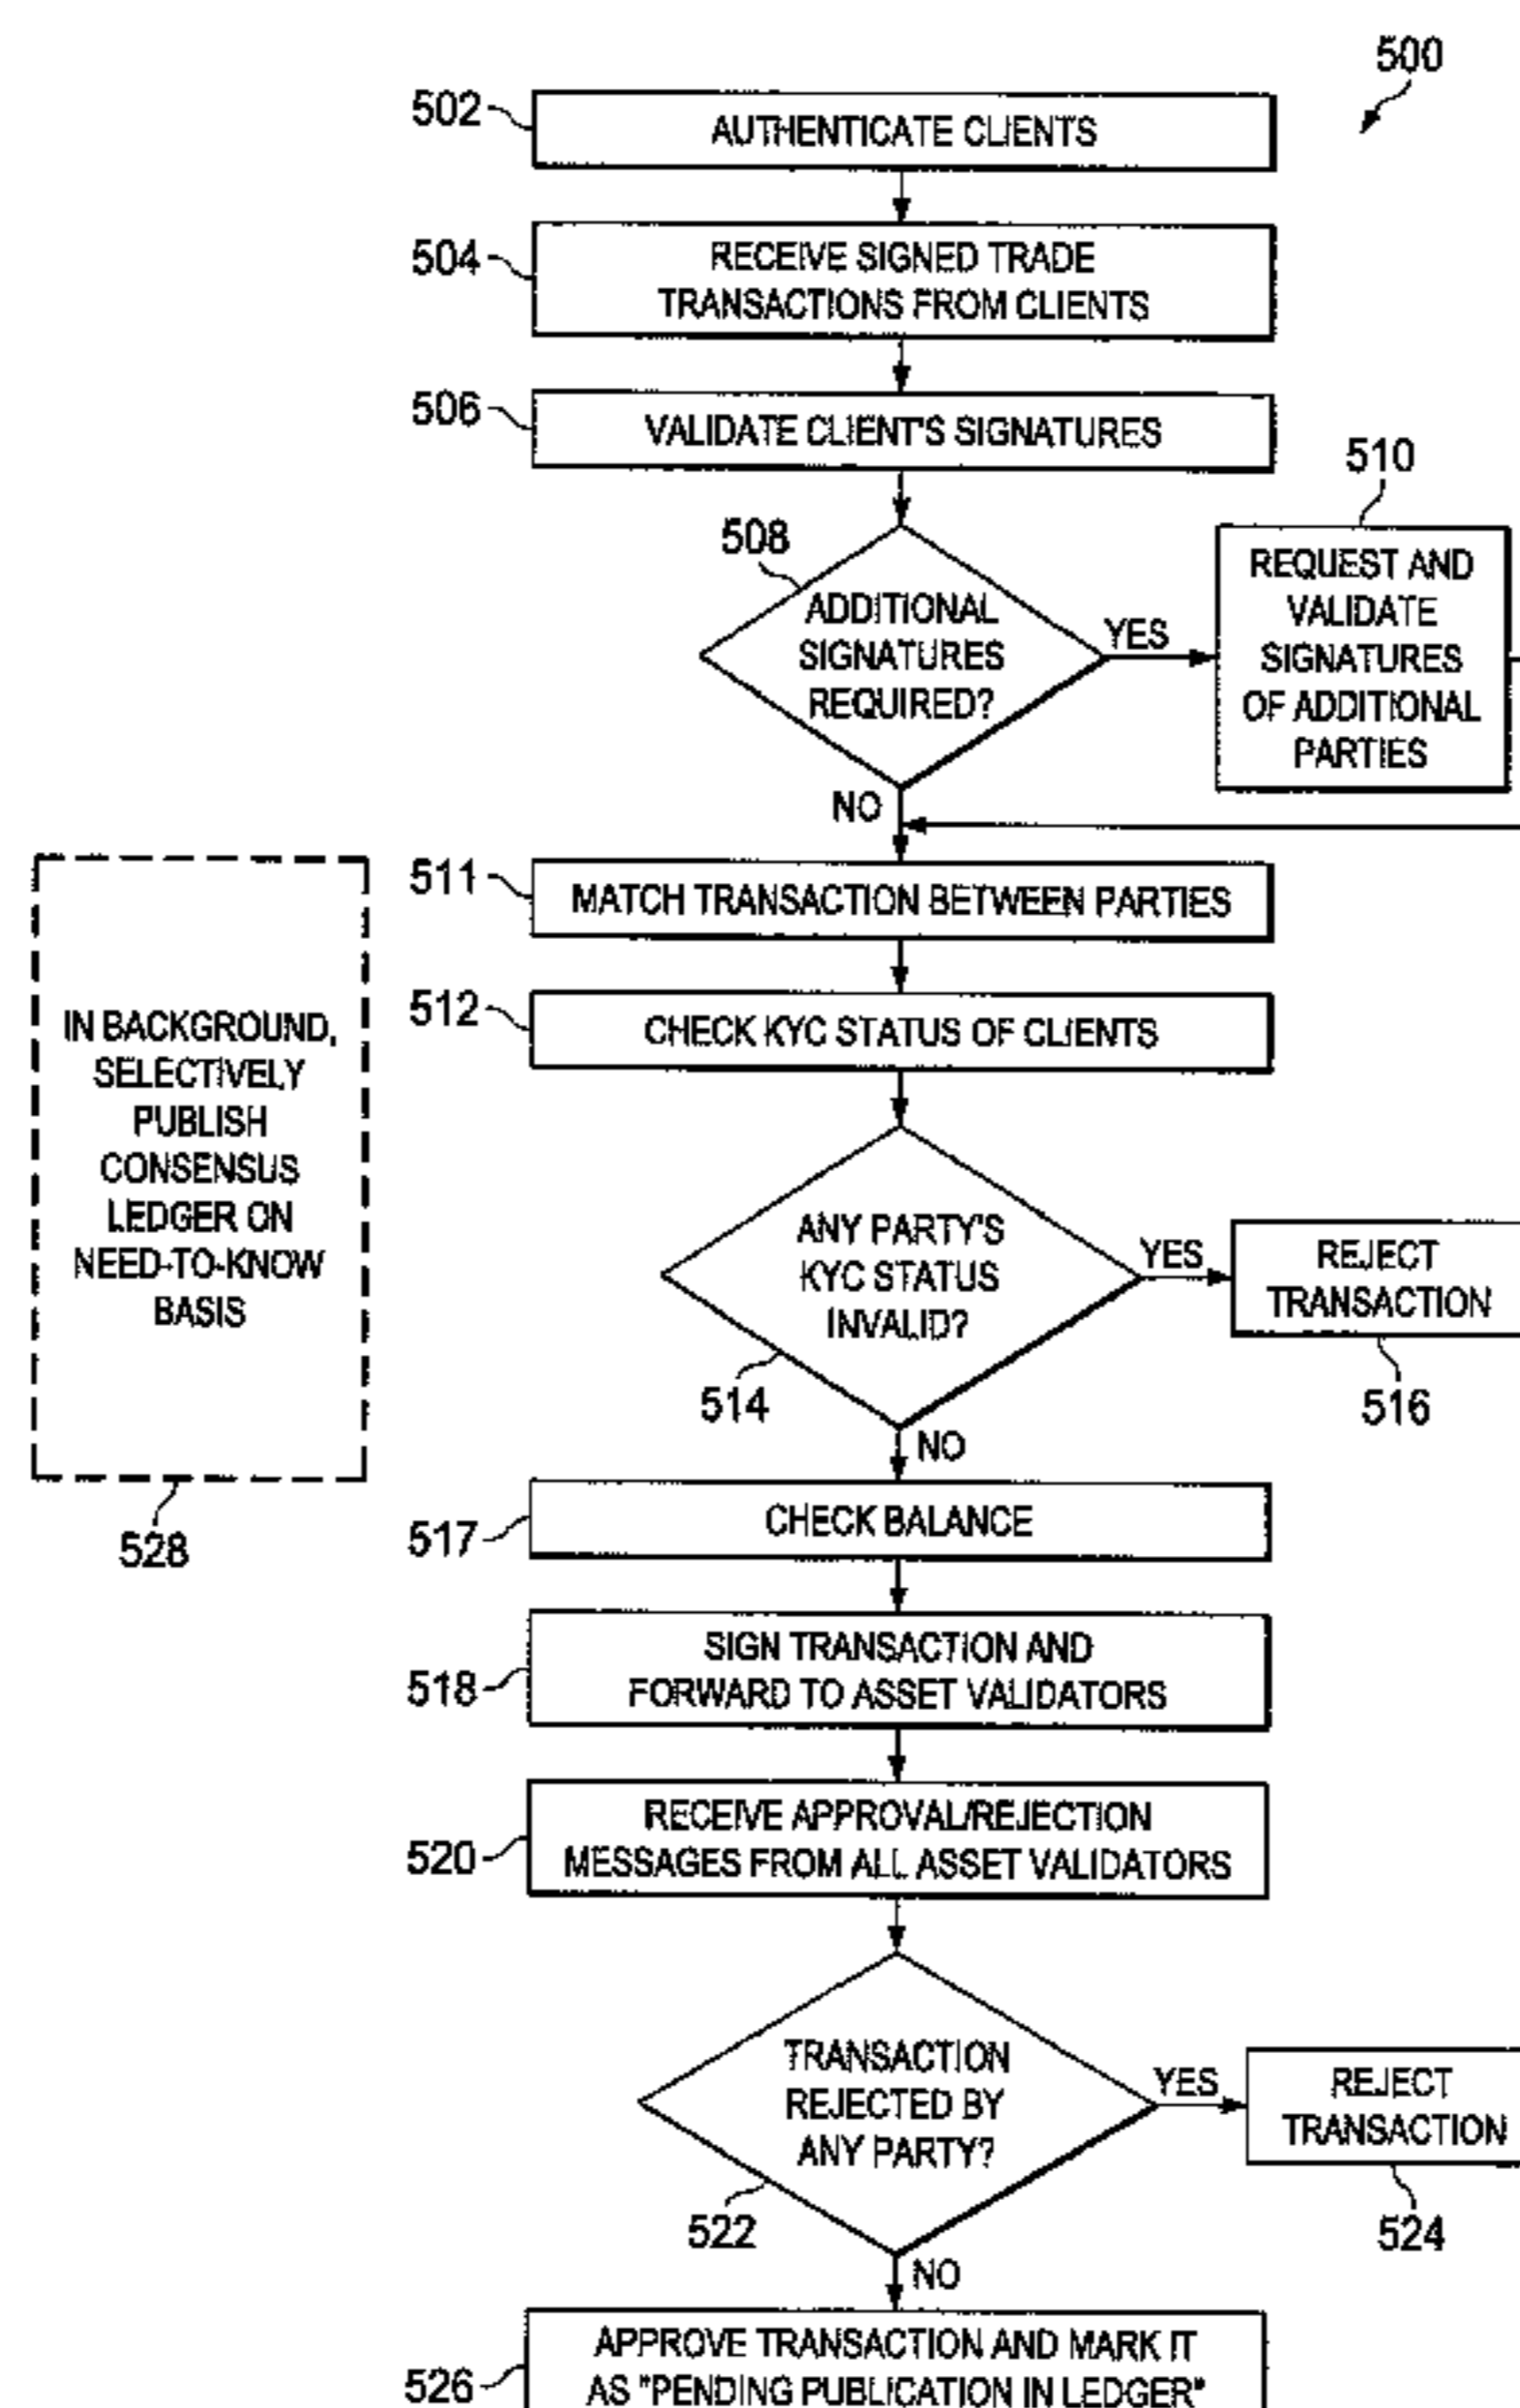 500
502
AUTHENTICATE CLIENTS
504
RECEIVE SIGNED TRADE
TRANSACTIONS FROM CLIENTS
506
VALIDATE CLIENT'S SIGNATURES
508
ADDITIONAL
SIGNATURES
REQUIRED?
YES
510
REQUEST AND
VALIDATE
SIGNATURES
OF ADDITIONAL
PARTIES
NO
511
MATCH TRANSACTION BETWEEN PARTIES
512
CHECK KYC STATUS OF CLIENTS
IN BACKGROUND,
SELECTIVELY
PUBLISH
CONSENSUS
LEDGER ON
NEED-TO-KNOW
BASIS
528
ANY PARTY'S
KYC STATUS
INVALID?
514
YES
REJECT
TRANSACTION
516
NO
517
CHECK BALANCE
518
SIGN TRANSACTION AND
FORWARD TO ASSET VALIDATORS
520
RECEIVE APPROVAL/REJECTION
MESSAGES FROM ALL ASSET VALIDATORS
TRANSACTION
REJECTED BY
ANY PARTY?
522
YES
REJECT
TRANSACTION
524
NO
526
APPROVE TRANSACTION AND MARK IT
AS "PENDING PUBLICATION IN LEDGER"